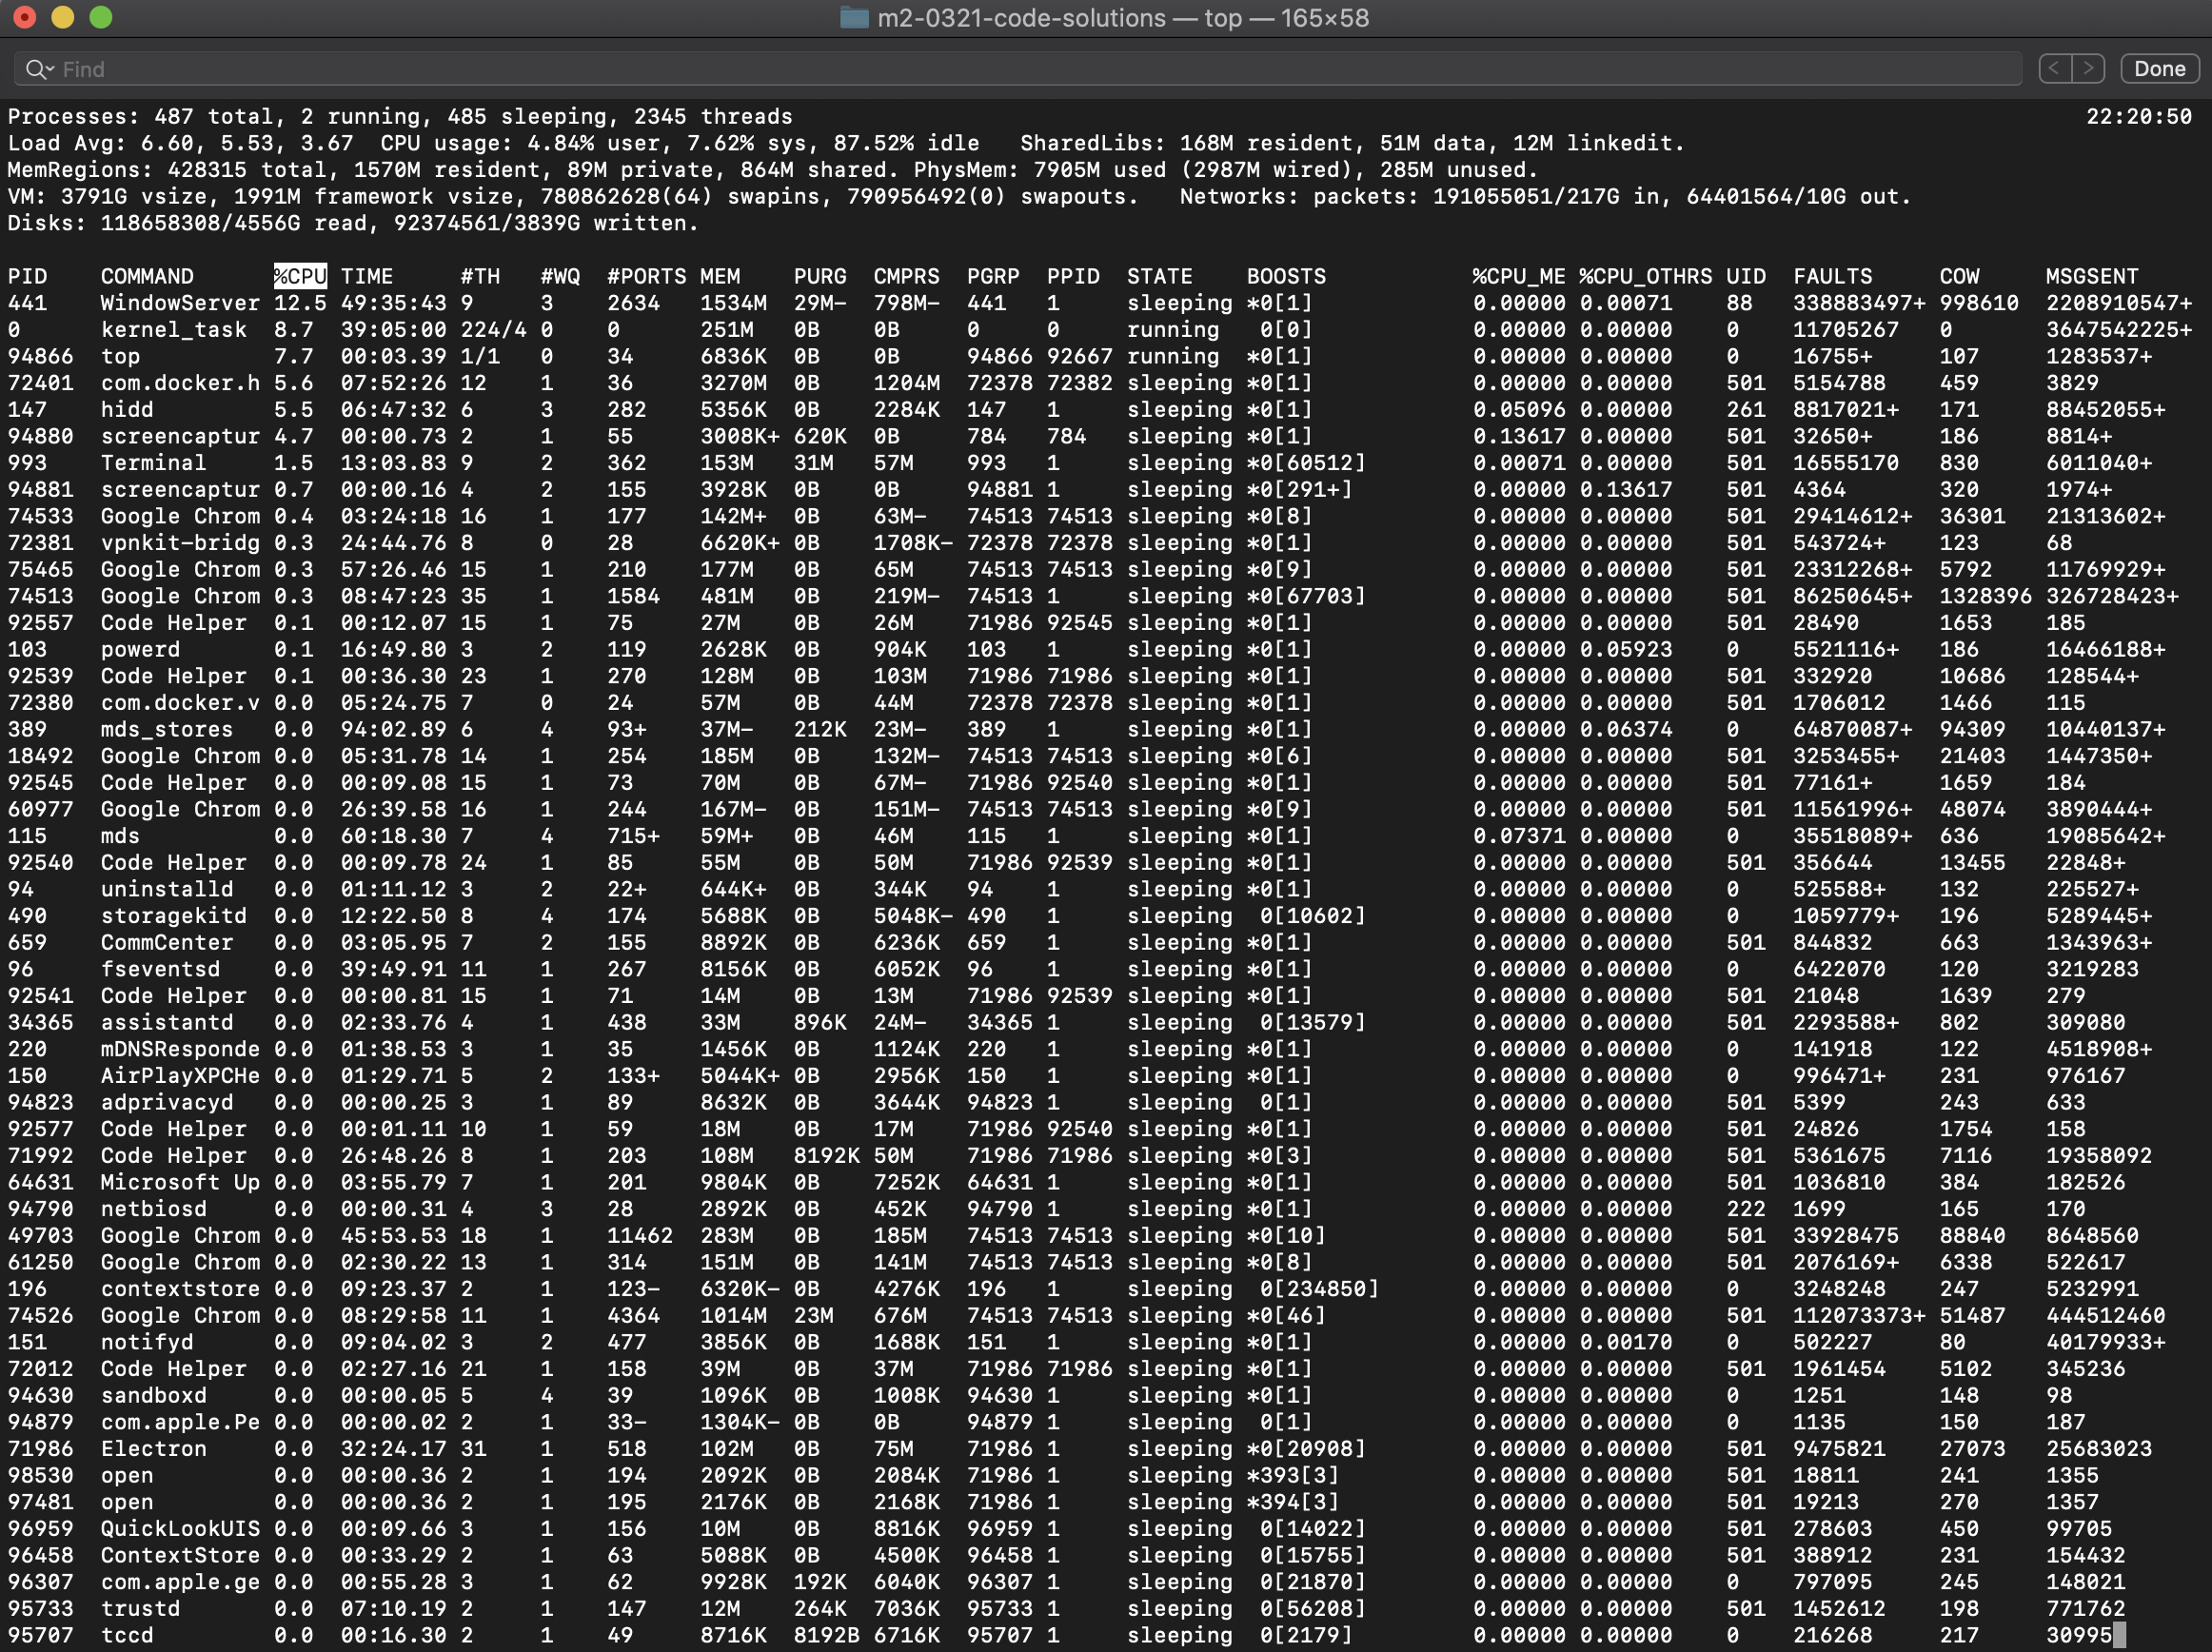 m2-0321-code-solutions — top — 165×58
Find
< > Done
Processes: 487 total, 2 running, 485 sleeping, 2345 threads 22:20:50
Load Avg: 6.60, 5.53, 3.67 CPU usage: 4.84% user, 7.62% sys, 87.52% idle SharedLibs: 168M resident, 51M data, 12M linkedit.
MemRegions: 428315 total, 1570M resident, 89M private, 864M shared. PhysMem: 7905M used (2987M wired), 285M unused.
VM: 3791G vsize, 1991M framework vsize, 780862628(64) swapins, 790956492(0) swapouts. Networks: packets: 191055051/217G in, 64401564/10G out.
Disks: 118658308/4556G read, 92374561/3839G written.
PID COMMAND %CPU TIME #TH #WQ #PORTS MEM PURG CMPRS PGRP PPID STATE BOOSTS %CPU_ME %CPU_OTHRS UID FAULTS COW MSGSENT
441 WindowServer 12.5 49:35:43 9 3 2634 1534M 29M- 798M- 441 1 sleeping *0[1] 0.00000 0.00071 88 338883497+ 998610 2208910547+
0 kernel_task 8.7 39:05:00 224/4 0 0 251M 0B 0B 0 0 running 0[0] 0.00000 0.00000 0 11705267 0 3647542225+
94866 top 7.7 00:03.39 1/1 0 34 6836K 0B 0B 94866 92667 running *0[1] 0.00000 0.00000 0 16755+ 107 1283537+
72401 com.docker.h 5.6 07:52:26 12 1 36 3270M 0B 1204M 72378 72382 sleeping *0[1] 0.00000 0.00000 501 5154788 459 3829
147 hidd 5.5 06:47:32 6 3 282 5356K 0B 2284K 147 1 sleeping *0[1] 0.05096 0.00000 261 8817021+ 171 88452055+
94880 screencaptur 4.7 00:00.73 2 1 55 3008K+ 620K 0B 784 784 sleeping *0[1] 0.13617 0.00000 501 32650+ 186 8814+
993 Terminal 1.5 13:03.83 9 2 362 153M 31M 57M 993 1 sleeping *0[60512] 0.00071 0.00000 501 16555170 830 6011040+
94881 screencaptur 0.7 00:00.16 4 2 155 3928K 0B 0B 94881 1 sleeping *0[291+] 0.00000 0.13617 501 4364 320 1974+
74533 Google Chrom 0.4 03:24:18 16 1 177 142M+ 0B 63M- 74513 74513 sleeping *0[8] 0.00000 0.00000 501 29414612+ 36301 21313602+
72381 vpnkit-bridg 0.3 24:44.76 8 0 28 6620K+ 0B 1708K- 72378 72378 sleeping *0[1] 0.00000 0.00000 501 543724+ 123 68
75465 Google Chrom 0.3 57:26.46 15 1 210 177M 0B 65M 74513 74513 sleeping *0[9] 0.00000 0.00000 501 23312268+ 5792 11769929+
74513 Google Chrom 0.3 08:47:23 35 1 1584 481M 0B 219M- 74513 1 sleeping *0[67703] 0.00000 0.00000 501 86250645+ 1328396 326728423+
92557 Code Helper 0.1 00:12.07 15 1 75 27M 0B 26M 71986 92545 sleeping *0[1] 0.00000 0.00000 501 28490 1653 185
103 powerd 0.1 16:49.80 3 2 119 2628K 0B 904K 103 1 sleeping *0[1] 0.00000 0.05923 0 5521116+ 186 16466188+
92539 Code Helper 0.1 00:36.30 23 1 270 128M 0B 103M 71986 71986 sleeping *0[1] 0.00000 0.00000 501 332920 10686 128544+
72380 com.docker.v 0.0 05:24.75 7 0 24 57M 0B 44M 72378 72378 sleeping *0[1] 0.00000 0.00000 501 1706012 1466 115
389 mds_stores 0.0 94:02.89 6 4 93+ 37M- 212K 23M- 389 1 sleeping *0[1] 0.00000 0.06374 0 64870087+ 94309 10440137+
18492 Google Chrom 0.0 05:31.78 14 1 254 185M 0B 132M- 74513 74513 sleeping *0[6] 0.00000 0.00000 501 3253455+ 21403 1447350+
92545 Code Helper 0.0 00:09.08 15 1 73 70M 0B 67M- 71986 92540 sleeping *0[1] 0.00000 0.00000 501 77161+ 1659 184
60977 Google Chrom 0.0 26:39.58 16 1 244 167M- 0B 151M- 74513 74513 sleeping *0[9] 0.00000 0.00000 501 11561996+ 48074 3890444+
115 mds 0.0 60:18.30 7 4 715+ 59M+ 0B 46M 115 1 sleeping *0[1] 0.07371 0.00000 0 35518089+ 636 19085642+
92540 Code Helper 0.0 00:09.78 24 1 85 55M 0B 50M 71986 92539 sleeping *0[1] 0.00000 0.00000 501 356644 13455 22848+
94 uninstalld 0.0 01:11.12 3 2 22+ 644K+ 0B 344K 94 1 sleeping *0[1] 0.00000 0.00000 0 525588+ 132 225527+
490 storagekitd 0.0 12:22.50 8 4 174 5688K 0B 5048K- 490 1 sleeping 0[10602] 0.00000 0.00000 0 1059779+ 196 5289445+
659 CommCenter 0.0 03:05.95 7 2 155 8892K 0B 6236K 659 1 sleeping *0[1] 0.00000 0.00000 501 844832 663 1343963+
96 fseventsd 0.0 39:49.91 11 1 267 8156K 0B 6052K 96 1 sleeping *0[1] 0.00000 0.00000 0 6422070 120 3219283
92541 Code Helper 0.0 00:00.81 15 1 71 14M 0B 13M 71986 92539 sleeping *0[1] 0.00000 0.00000 501 21048 1639 279
34365 assistantd 0.0 02:33.76 4 1 438 33M 896K 24M- 34365 1 sleeping 0[13579] 0.00000 0.00000 501 2293588+ 802 309080
220 mDNSResponde 0.0 01:38.53 3 1 35 1456K 0B 1124K 220 1 sleeping *0[1] 0.00000 0.00000 0 141918 122 4518908+
150 AirPlayXPCHe 0.0 01:29.71 5 2 133+ 5044K+ 0B 2956K 150 1 sleeping *0[1] 0.00000 0.00000 0 996471+ 231 976167
94823 adprivacyd 0.0 00:00.25 3 1 89 8632K 0B 3644K 94823 1 sleeping 0[1] 0.00000 0.00000 501 5399 243 633
92577 Code Helper 0.0 00:01.11 10 1 59 18M 0B 17M 71986 92540 sleeping *0[1] 0.00000 0.00000 501 24826 1754 158
71992 Code Helper 0.0 26:48.26 8 1 203 108M 8192K 50M 71986 71986 sleeping *0[3] 0.00000 0.00000 501 5361675 7116 19358092
64631 Microsoft Up 0.0 03:55.79 7 1 201 9804K 0B 7252K 64631 1 sleeping *0[1] 0.00000 0.00000 501 1036810 384 182526
94790 netbiosd 0.0 00:00.31 4 3 28 2892K 0B 452K 94790 1 sleeping *0[1] 0.00000 0.00000 222 1699 165 170
49703 Google Chrom 0.0 45:53.53 18 1 11462 283M 0B 185M 74513 74513 sleeping *0[10] 0.00000 0.00000 501 33928475 88840 8648560
61250 Google Chrom 0.0 02:30.22 13 1 314 151M 0B 141M 74513 74513 sleeping *0[8] 0.00000 0.00000 501 2076169+ 6338 522617
196 contextstore 0.0 09:23.37 2 1 123- 6320K- 0B 4276K 196 1 sleeping 0[234850] 0.00000 0.00000 0 3248248 247 5232991
74526 Google Chrom 0.0 08:29:58 11 1 4364 1014M 23M 676M 74513 74513 sleeping *0[46] 0.00000 0.00000 501 112073373+ 51487 444512460
151 notifyd 0.0 09:04.02 3 2 477 3856K 0B 1688K 151 1 sleeping *0[1] 0.00000 0.00170 0 502227 80 40179933+
72012 Code Helper 0.0 02:27.16 21 1 158 39M 0B 37M 71986 71986 sleeping *0[1] 0.00000 0.00000 501 1961454 5102 345236
94630 sandboxd 0.0 00:00.05 5 4 39 1096K 0B 1008K 94630 1 sleeping *0[1] 0.00000 0.00000 0 1251 148 98
94879 com.apple.Pe 0.0 00:00.02 2 1 33- 1304K- 0B 0B 94879 1 sleeping 0[1] 0.00000 0.00000 0 1135 150 187
71986 Electron 0.0 32:24.17 31 1 518 102M 0B 75M 71986 1 sleeping *0[20908] 0.00000 0.00000 501 9475821 27073 25683023
98530 open 0.0 00:00.36 2 1 194 2092K 0B 2084K 71986 1 sleeping *393[3] 0.00000 0.00000 501 18811 241 1355
97481 open 0.0 00:00.36 2 1 195 2176K 0B 2168K 71986 1 sleeping *394[3] 0.00000 0.00000 501 19213 270 1357
96959 QuickLookUIS 0.0 00:09.66 3 1 156 10M 0B 8816K 96959 1 sleeping 0[14022] 0.00000 0.00000 501 278603 450 99705
96458 ContextStore 0.0 00:33.29 2 1 63 5088K 0B 4500K 96458 1 sleeping 0[15755] 0.00000 0.00000 501 388912 231 154432
96307 com.apple.ge 0.0 00:55.28 3 1 62 9928K 192K 6040K 96307 1 sleeping 0[21870] 0.00000 0.00000 0 797095 245 148021
95733 trustd 0.0 07:10.19 2 1 147 12M 264K 7036K 95733 1 sleeping 0[56208] 0.00000 0.00000 501 1452612 198 771762
95707 tccd 0.0 00:16.30 2 1 49 8716K 8192B 6716K 95707 1 sleeping 0[2179] 0.00000 0.00000 0 216268 217 30995